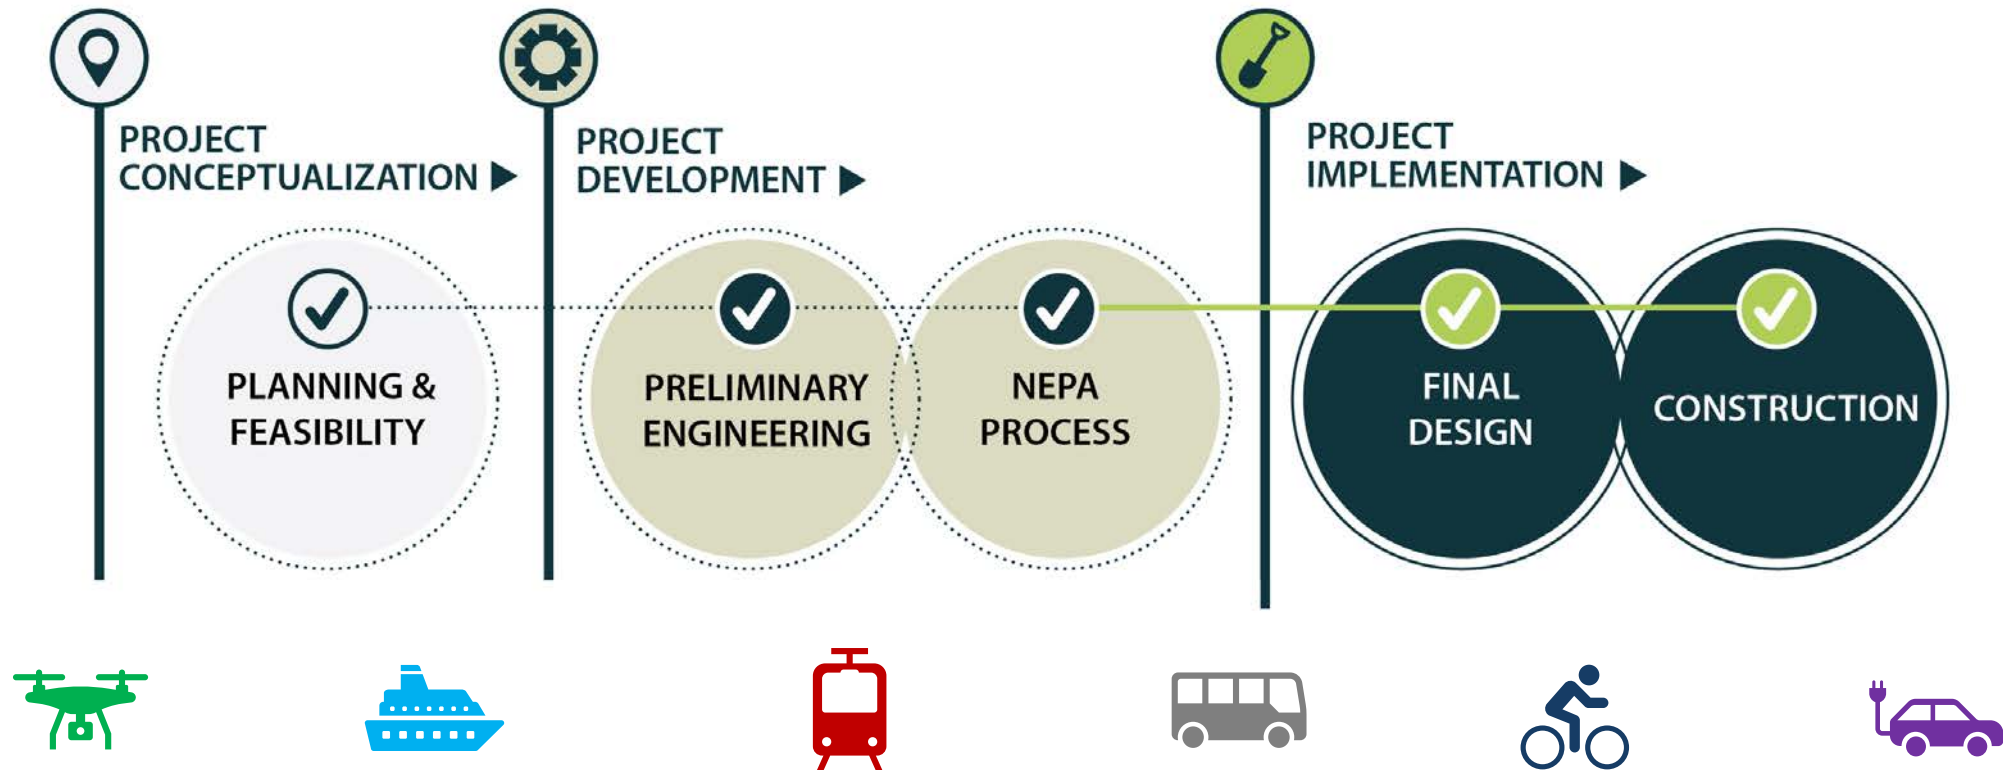 PROJECT
CONCEPTUALIZATION
PROJECT
DEVELOPMENT
PROJECT
IMPLEMENTATION
PLANNING &
FEASIBILITY
PRELIMINARY
ENGINEERING
NEPA
PROCESS
FINAL
DESIGN
CONSTRUCTION